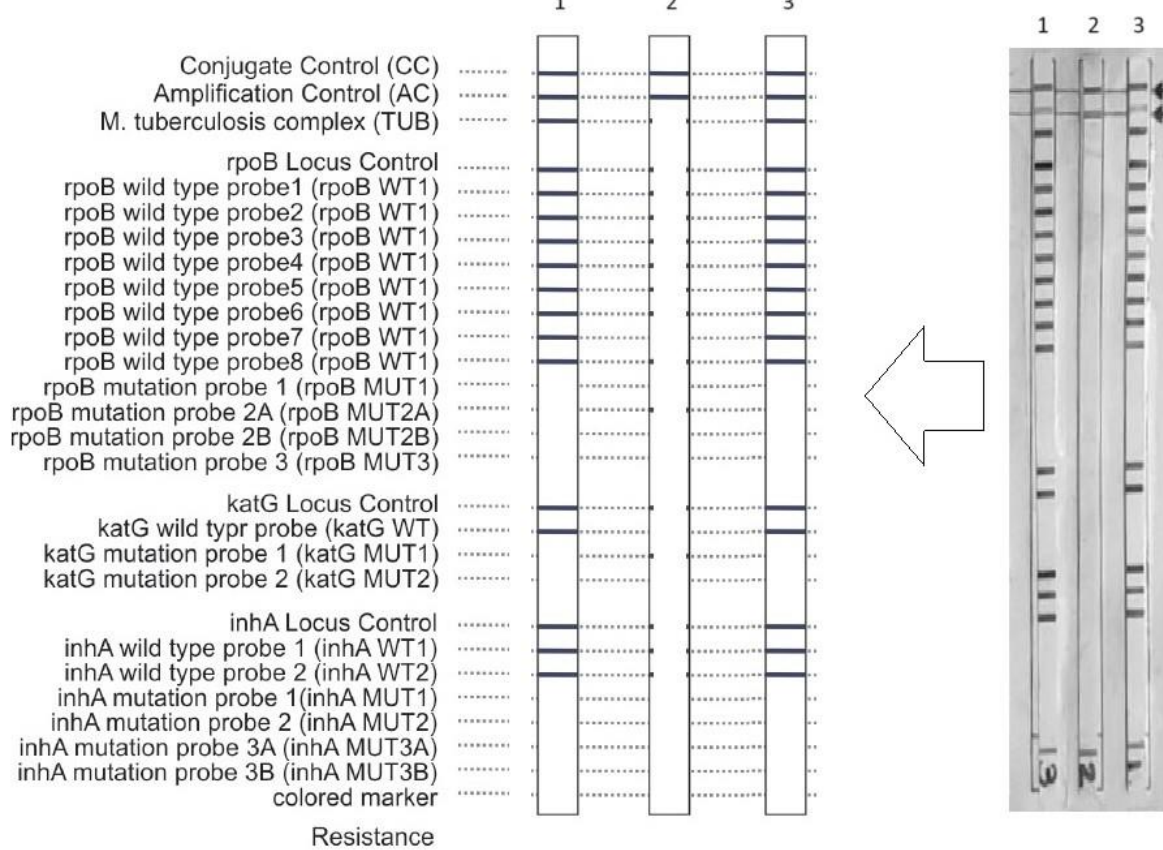 1 2 3
1 2 3
Conjugate Control (CC)
Amplification Control (AC)
M. tuberculosis complex (TUB)
rpoB Locus Control
rpoB wild type probe1 (rpoB WT1)
rpoB wild type probe2 (rpoB WT1)
rpoB wild type probe3 (rpoB WT1)
rpoB wild type probe4 (rpoB WT1)
rpoB wild type probe5 (rpoB WT1)
rpoB wild type probe6 (rpoB WT1)
rpoB wild type probe7 (rpoB WT1)
rpoB wild type probe8 (rpoB WT1)
rpoB mutation probe 1 (rpoB MUT1)
rpoB mutation probe 2A (rpoB MUT2A)
rpoB mutation probe 2B (rpoB MUT2B)
rpoB mutation probe 3 (rpoB MUT3)
katG Locus Control
katG wild typr probe (katG WT)
katG mutation probe 1 (katG MUT1)
katG mutation probe 2 (katG MUT2)
inhA Locus Control
inhA wild type probe 1 (inhA WT1)
inhA wild type probe 2 (inhA WT2)
inhA mutation probe 1(inhA MUT1)
inhA mutation probe 2 (inhA MUT2)
inhA mutation probe 3A (inhA MUT3A)
inhA mutation probe 3B (inhA MUT3B)
colored marker
Resistance
3 2 1